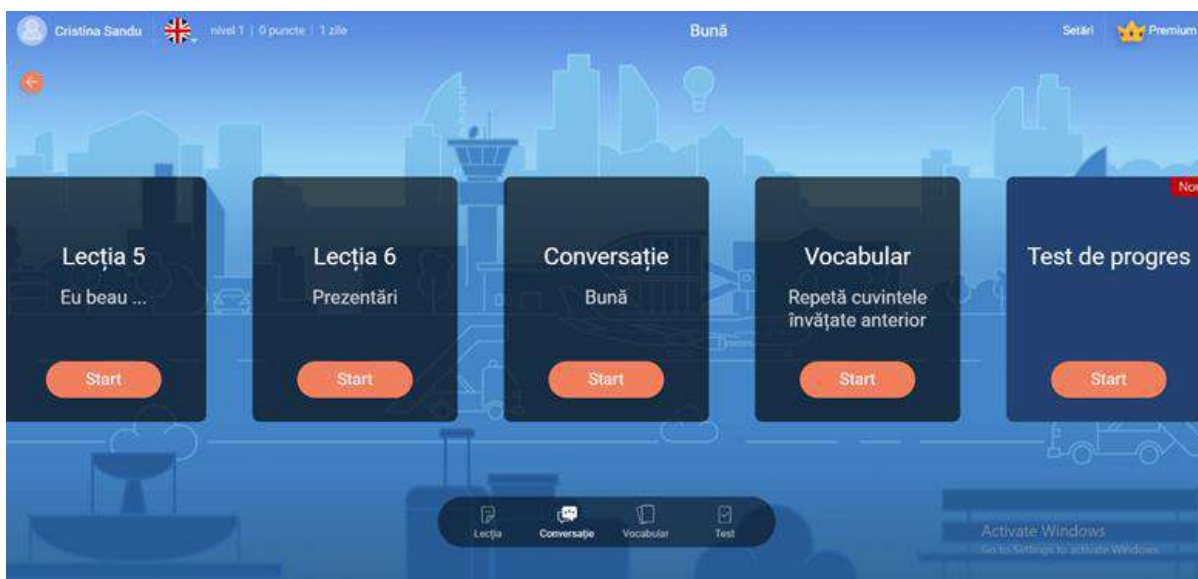 Cristina Sandu
nivel 1 | 0 puncte | 1 zile
Bună
Setări
Premium
Nou
Lecția 5
Eu beau ...
Start
Lecția 6
Prezentări
Start
Conversație
Bună
Start
Vocabular
Repetă cuvintele
învățate anterior
Start
Test de progres
Start
Lecția
Conversație
Vocabular
Test
Activate Windows
Go to Settings to activate Windows.